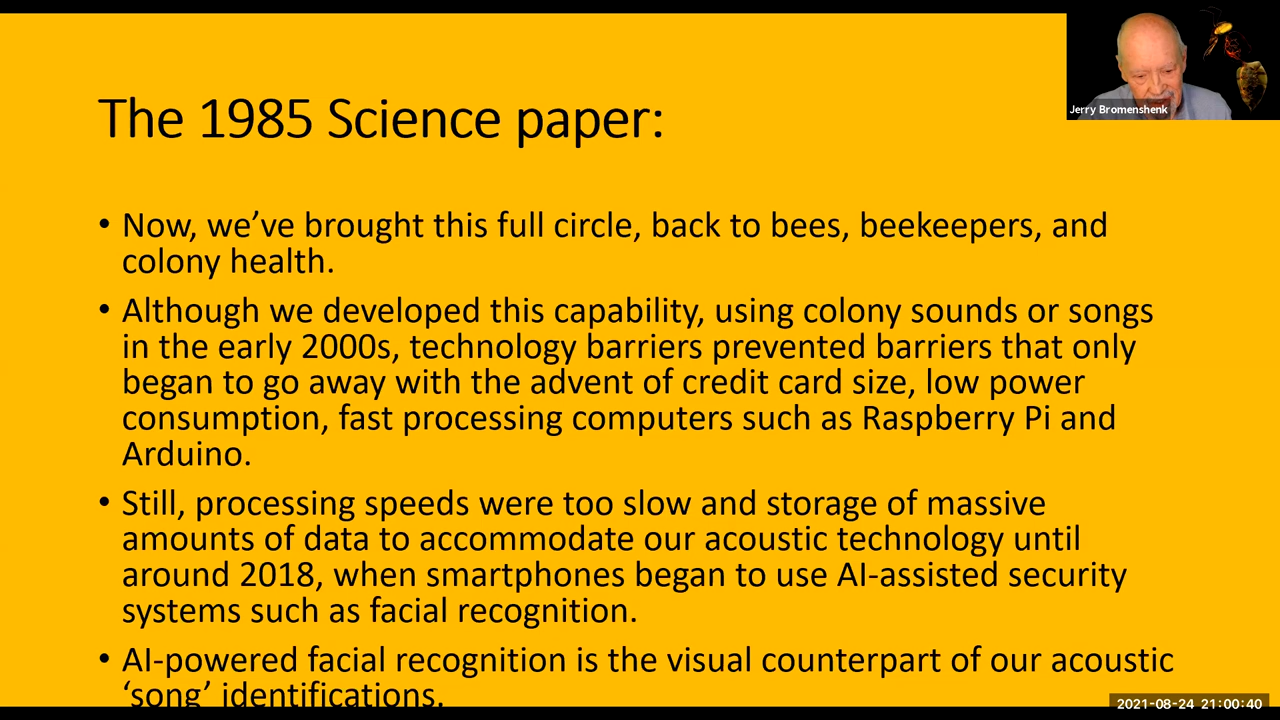 The 1985 Science paper:
Jerry Bromenshenk
• Now, we’ve brought this full circle, back to bees, beekeepers, and
colony health.
• Although we developed this capability, using colony sounds or songs
in the early 2000s, technology barriers prevented barriers that only
began to go away with the advent of credit card size, low power
consumption, fast processing computers such as Raspberry Pi and
Arduino.
• Still, processing speeds were too slow and storage of massive
amounts of data to accommodate our acoustic technology until
around 2018, when smartphones began to use AI-assisted security
systems such as facial recognition.
• AI-powered facial recognition is the visual counterpart of our acoustic
‘song’ identifications.
2021-08-24 21:00:40